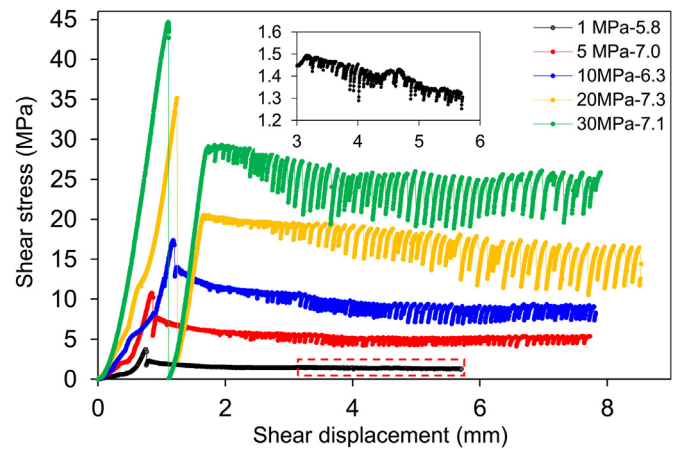 45
40
35
30
25
20
15
10
5
0
Shear stress (MPa)
0 2 4 6 8
Shear displacement (mm)
1.6
1.5
1.4
1.3
1.2
3 4 5 6
1 MPa-5.8
5 MPa-7.0
10MPa-6.3
20MPa-7.3
30MPa-7.1